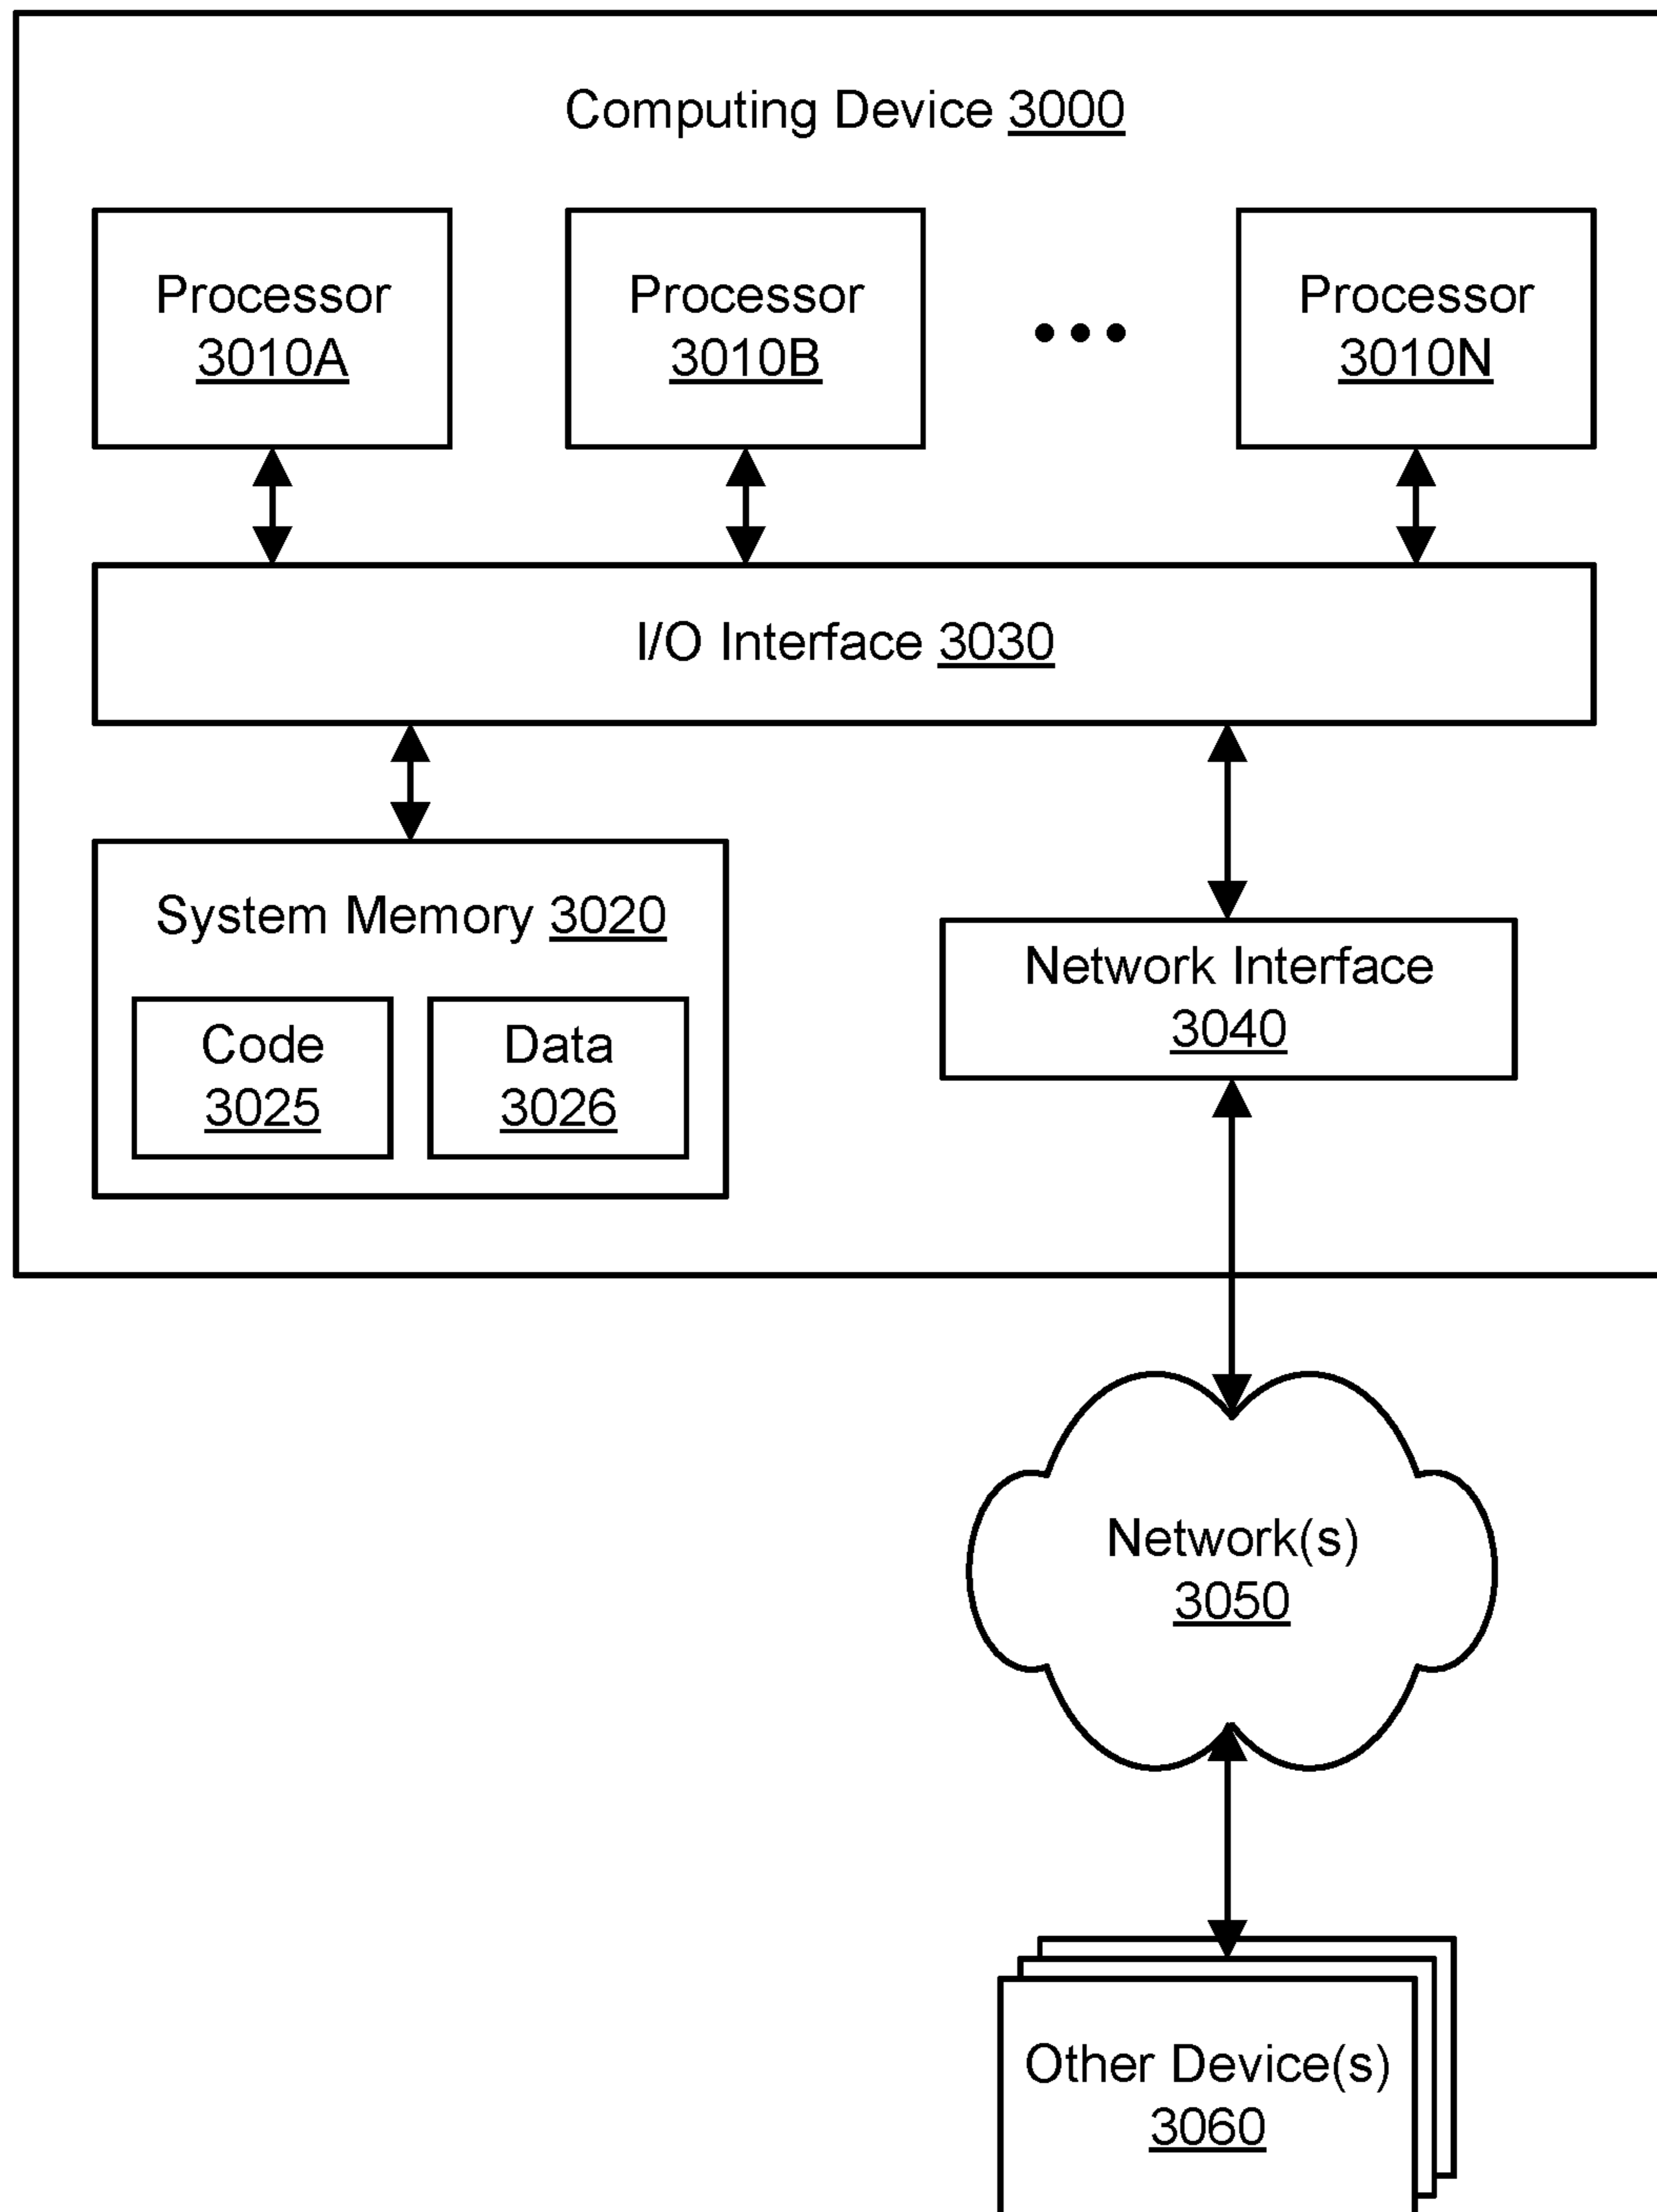 Computing Device 3000
Processor
3010A
Processor
3010B
•••
Processor
3010N
I/O Interface 3030
System Memory 3020
Code
3025
Data
3026
Network Interface
3040
Network(s)
3050
Other Device(s)
3060